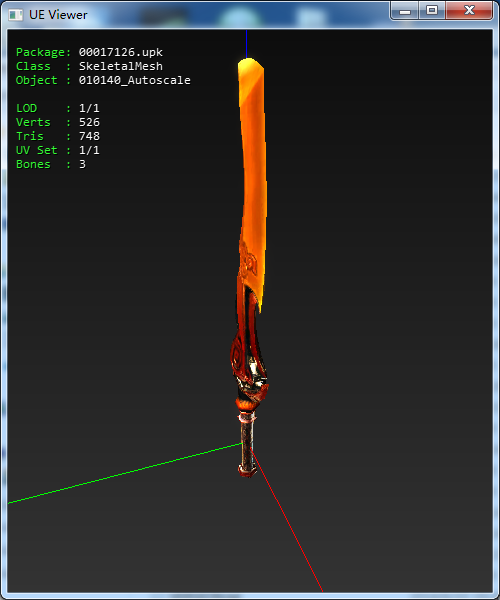 UE Viewer
Package: 00017126.upk
Class : SkeletalMesh
Object : 010140_Autoscale
LOD : 1/1
Verts : 526
Tris : 748
UV Set : 1/1
Bones : 3